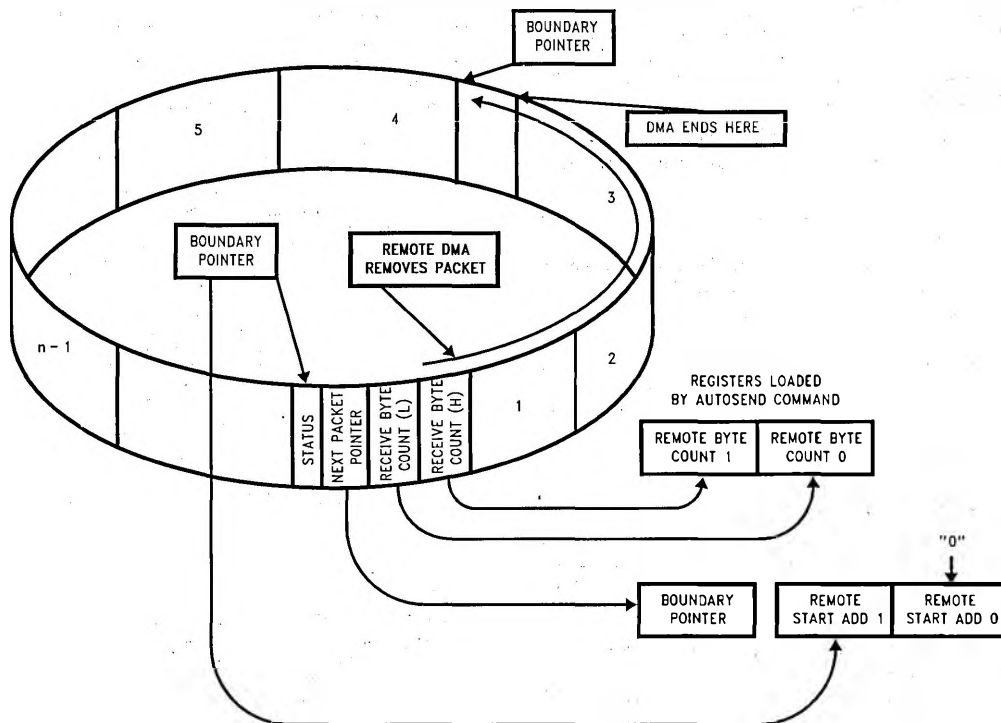 BOUNDARY
POINTER
DMA ENDS HERE
5
4
3
BOUNDARY
POINTER
REMOTE DMA
REMOVES PACKET
n - 1
2
1
STATUS
NEXT PACKET
POINTER
RECEIVE BYTE
COUNT (L)
RECEIVE BYTE
COUNT (H)
REGISTERS LOADED
BY AUTOSEND COMMAND
REMOTE BYTE
COUNT 1
REMOTE BYTE
COUNT 0
"0"
BOUNDARY
POINTER
REMOTE
START ADD 1
REMOTE
START ADD 0